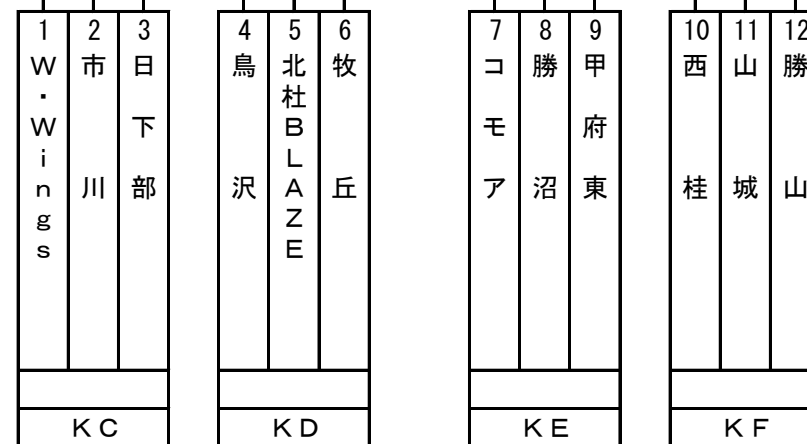 1 W・Wings
2 市川
3 日下部
KC
4 鳥沢
5 北杜BLAZE
6 牧丘
KD
7 コモア
8 勝沼
9 甲府東
KE
10 西桂
11 山城
12 勝山
KF